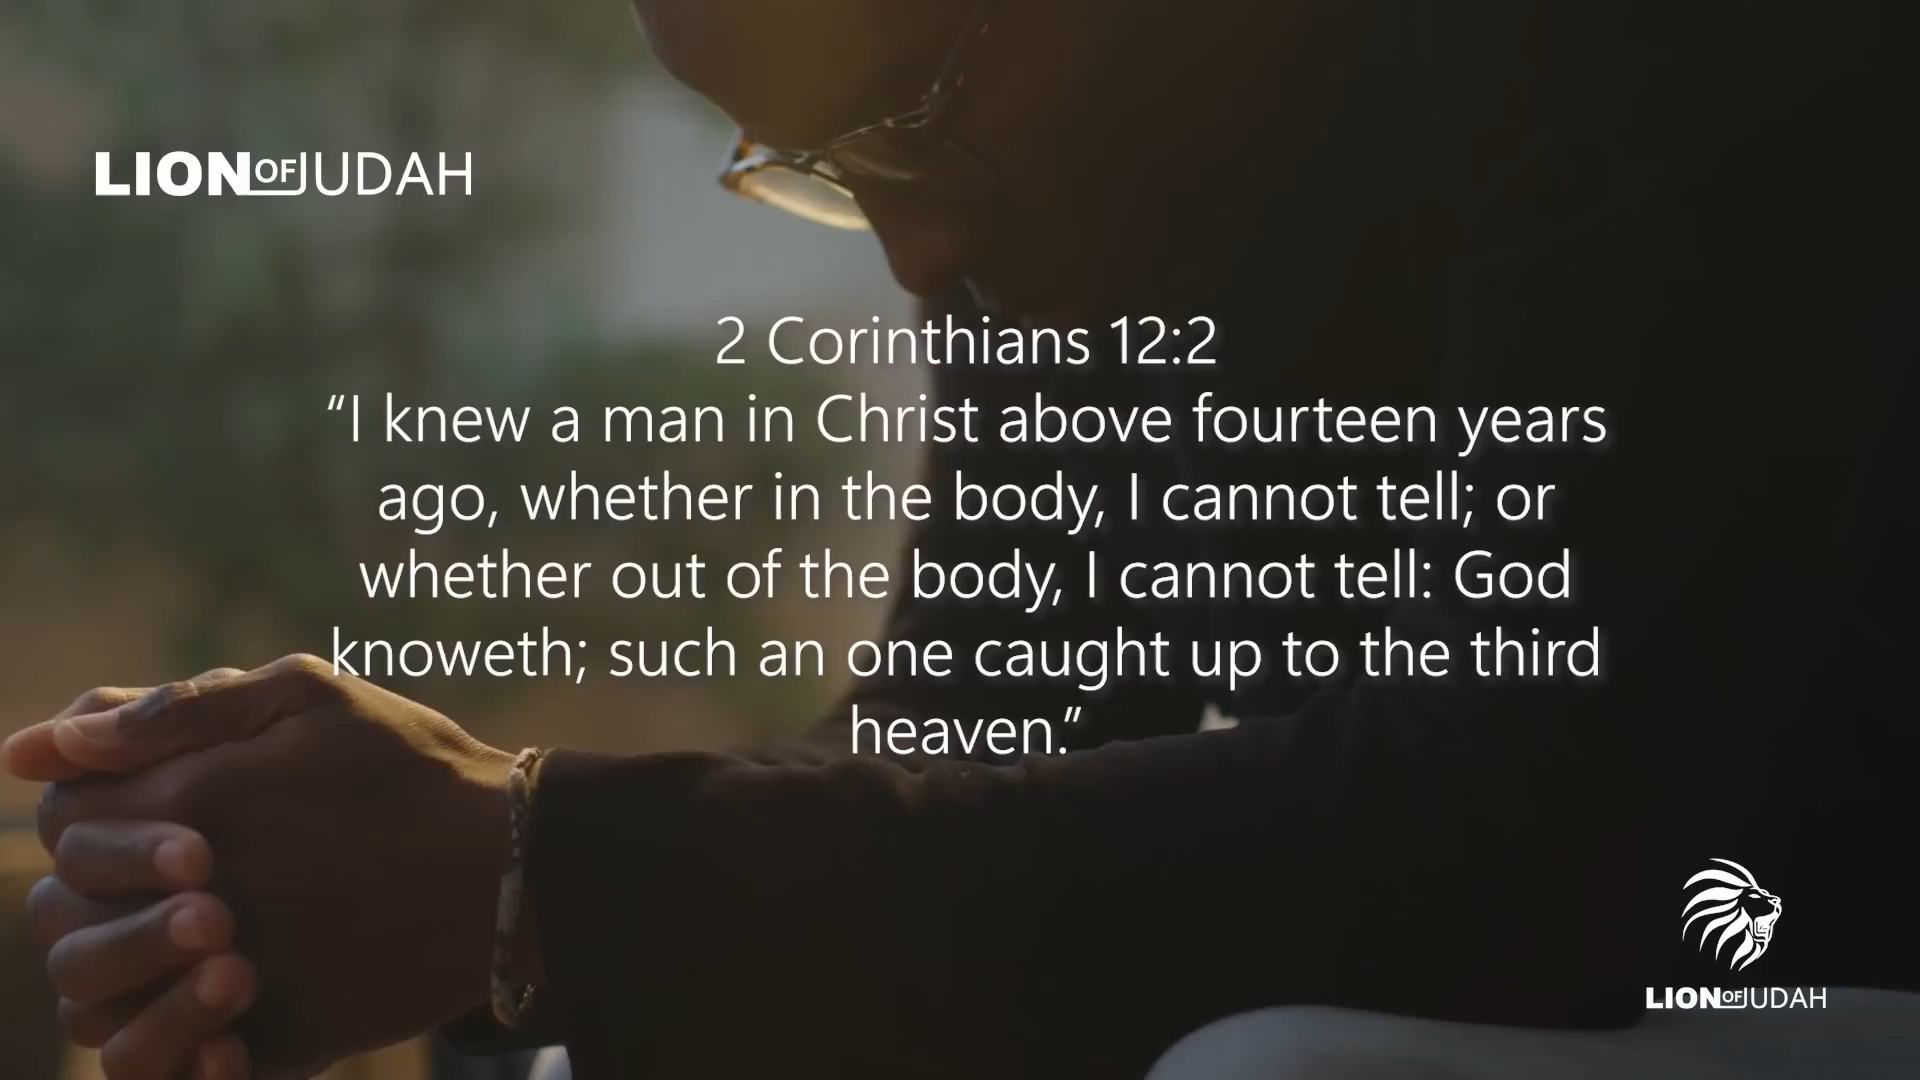 LION OF JUDAH
2 Corinthians 12:2
“I knew a man in Christ above fourteen years
ago, whether in the body, I cannot tell; or
whether out of the body, I cannot tell: God
knoweth; such an one caught up to the third
heaven.”
LION OF JUDAH